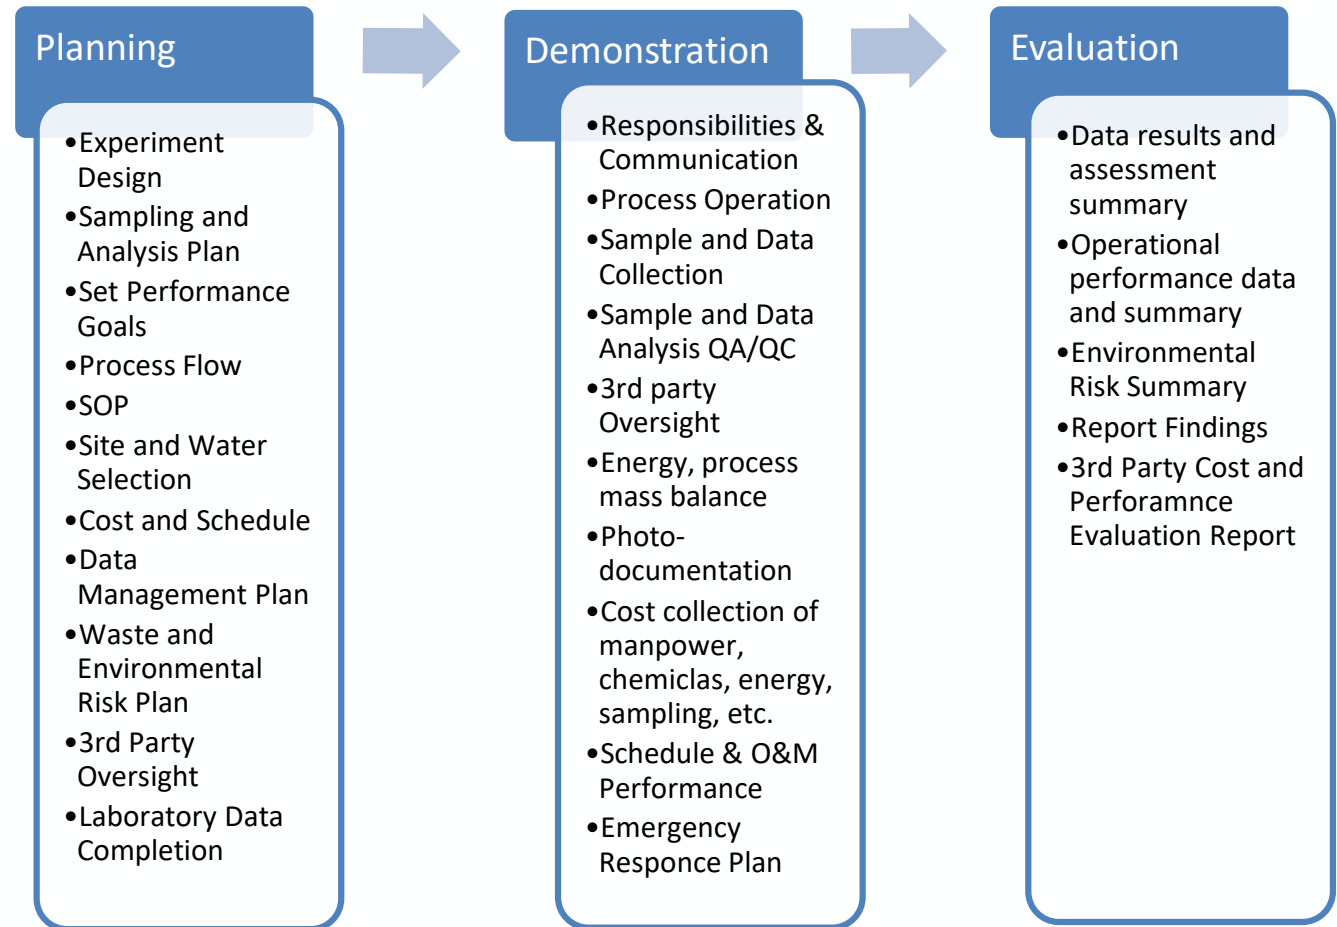 Planning
•Experiment
Design
•Sampling and
Analysis Plan
•Set Performance
Goals
•Process Flow
•SOP
•Site and Water
Selection
•Cost and Schedule
•Data
Management Plan
•Waste and
Environmental
Risk Plan
•3rd Party
Oversight
•Laboratory Data
Completion
Demonstration
•Responsibilities &
Communication
•Process Operation
•Sample and Data
Collection
•Sample and Data
Analysis QA/QC
•3rd party
Oversight
•Energy, process
mass balance
•Photo-
documentation
•Cost collection of
manpower,
chemiclas, energy,
sampling, etc.
•Schedule & O&M
Performance
•Emergency
Responce Plan
Evaluation
•Data results and
assessment
summary
•Operational
performance data
and summary
•Environmental
Risk Summary
•Report Findings
•3rd Party Cost and
Perforamnce
Evaluation Report